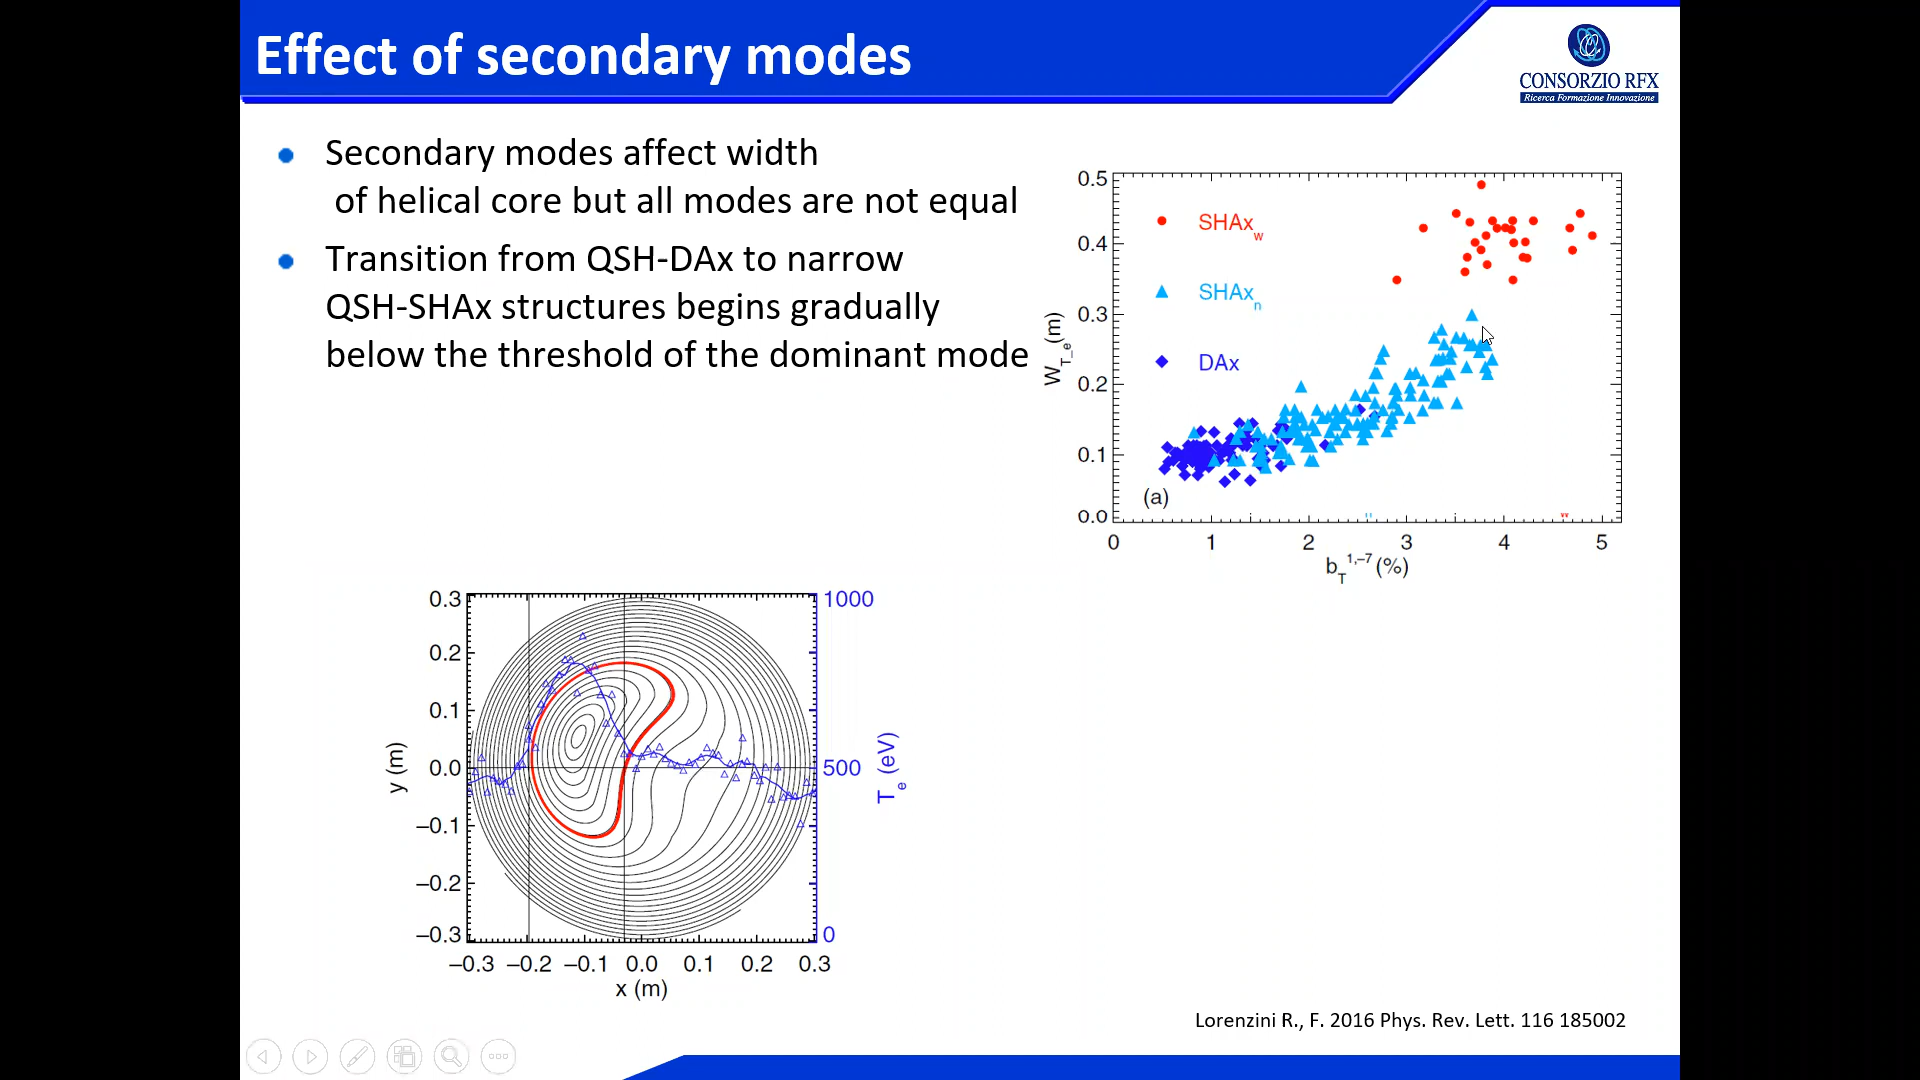 Effect of secondary modes
CONSORZIO RFX
Ricerca Formazione Innovazione
Secondary modes affect width
of helical core but all modes are not equal
Transition from QSH-DAx to narrow
QSH-SHAx structures begins gradually
below the threshold of the dominant mode
0.5
0.4
0.3
0.2
0.1
0.0
W_T_e (m)
SHAx_w
SHAx_n
DAx
(a)
0 1 2 3 4 5
b_T^1,−7 (%)
0.3
0.2
0.1
0.0
−0.1
−0.2
−0.3
y (m)
1000
500
0
T_e (eV)
−0.3 −0.2 −0.1 0.0 0.1 0.2 0.3
x (m)
Lorenzini R., F. 2016 Phys. Rev. Lett. 116 185002